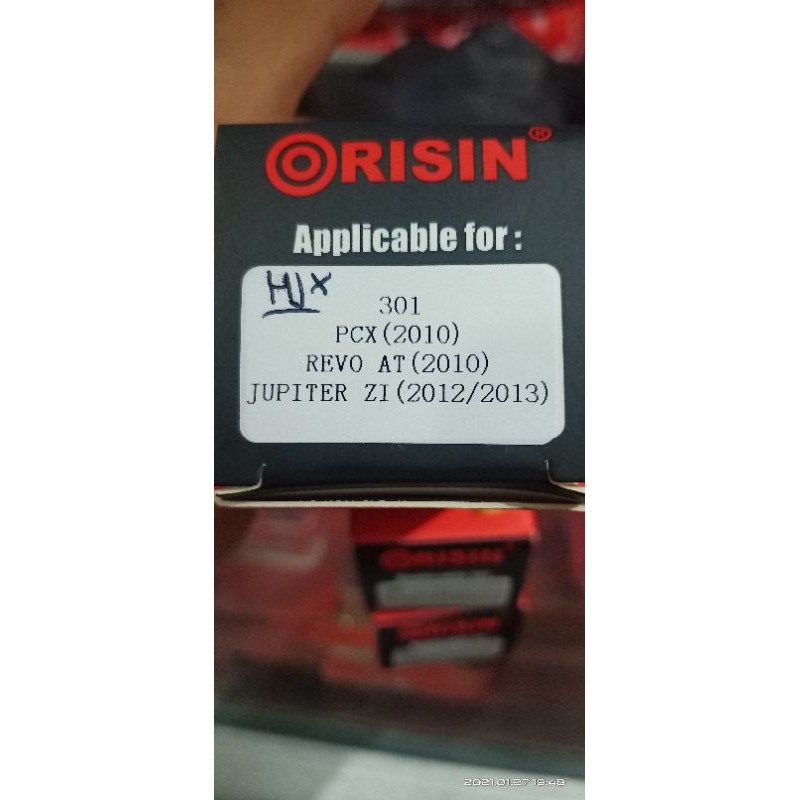 ORISIN®
Applicable for :
301
PCX(2010)
REVO AT(2010)
JUPITER ZI(2012/2013)
ORISIN
2021.01.27 13:48